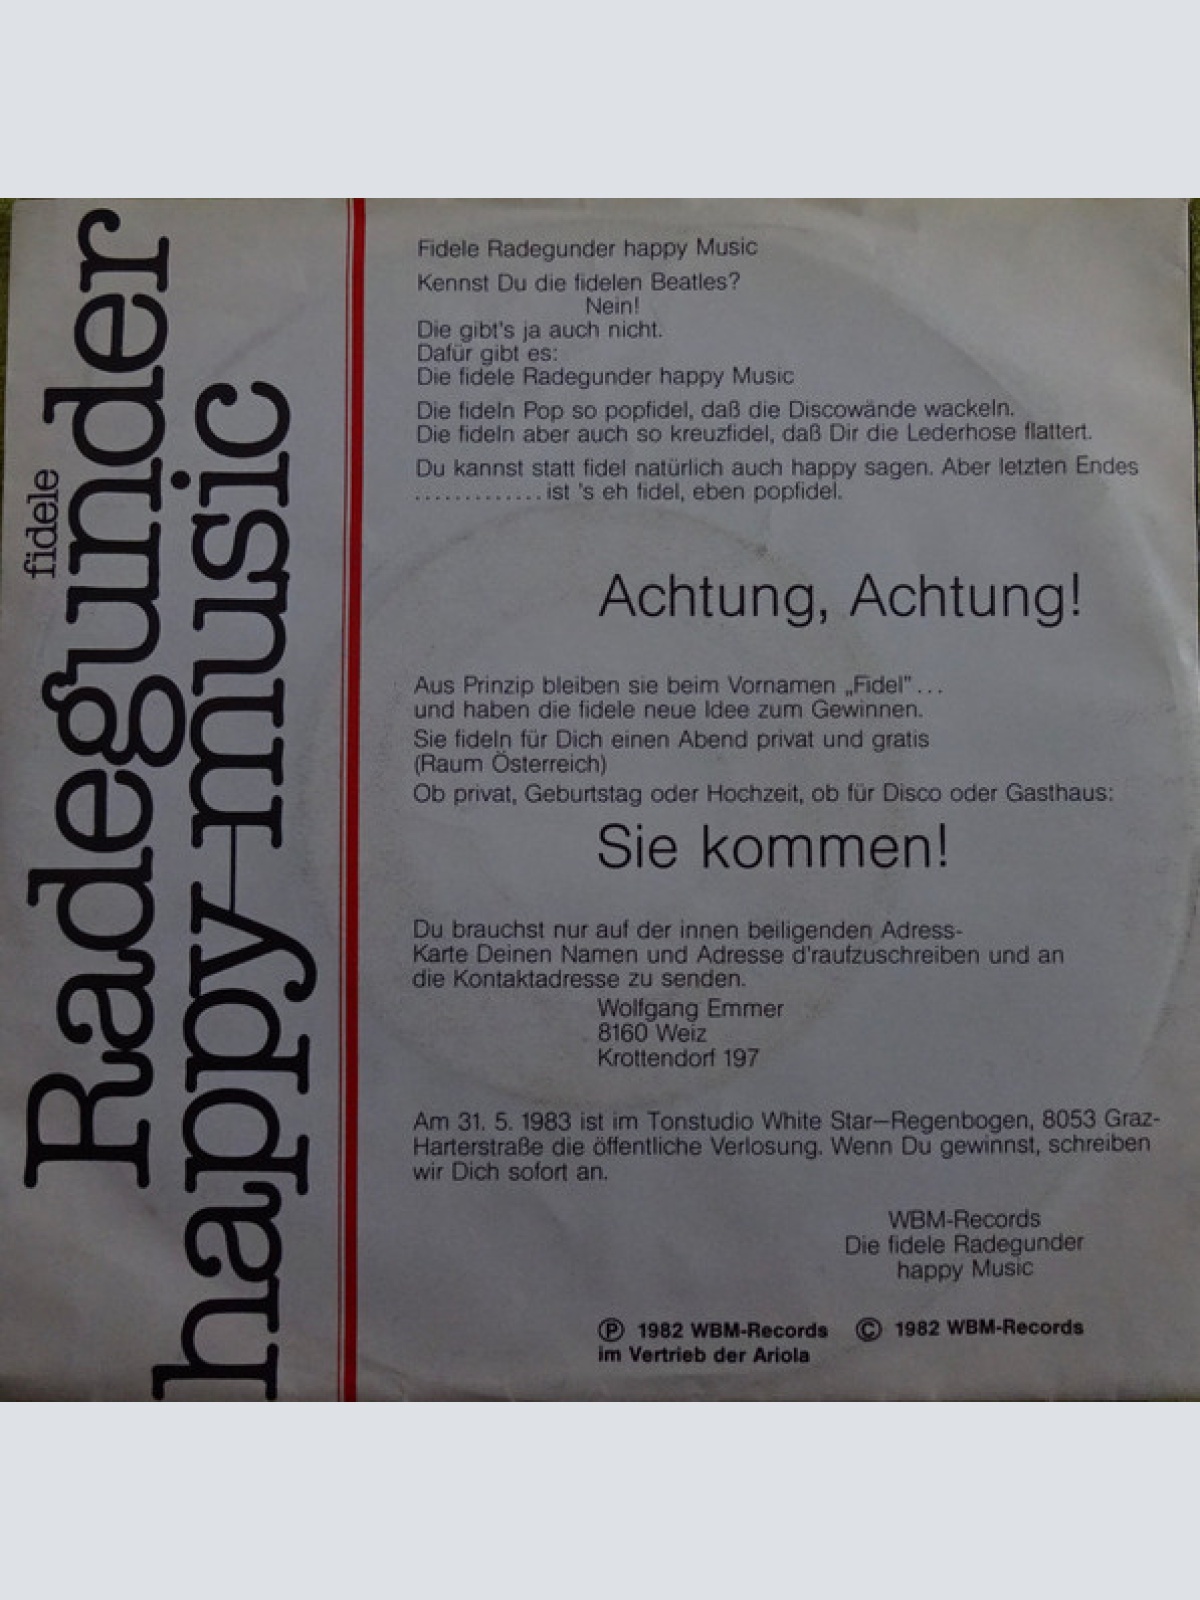 fidele
Radegunder
happy-music
Fidele Radegunder happy Music
Kennst Du die fidelen Beatles?
Nein!
Die gibt's ja auch nicht.
Dafür gibt es:
Die fidele Radegunder happy Music
Die fideln Pop so popfidel, daß die Discowände wackeln.
Die fideln aber auch so kreuzfidel, daß Dir die Lederhose flattert.
Du kannst statt fidel natürlich auch happy sagen. Aber letzten Endes
............. ist 's eh fidel, eben popfidel.
Achtung, Achtung!
Aus Prinzip bleiben sie beim Vornamen „Fidel"...
und haben die fidele neue Idee zum Gewinnen.
Sie fideln für Dich einen Abend privat und gratis
(Raum Österreich)
Ob privat, Geburtstag oder Hochzeit, ob für Disco oder Gasthaus:
Sie kommen!
Du brauchst nur auf der innen beiligenden Adress-
Karte Deinen Namen und Adresse d'raufzuschreiben und an
die Kontaktadresse zu senden.
Wolfgang Emmer
8160 Weiz
Krottendorf 197
Am 31. 5. 1983 ist im Tonstudio White Star–Regenbogen, 8053 Graz-
Harterstraße die öffentliche Verlosung. Wenn Du gewinnst, schreiben
wir Dich sofort an.
WBM-Records
Die fidele Radegunder
happy Music
Ⓟ 1982 WBM-Records © 1982 WBM-Records
im Vertrieb der Ariola